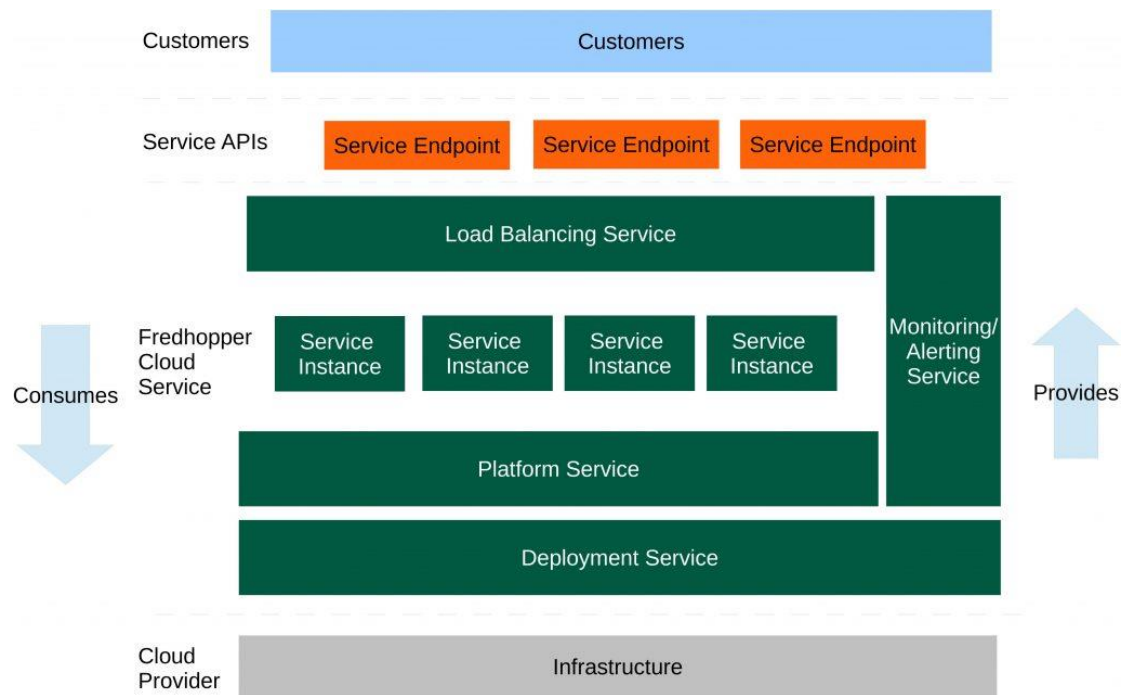 Customers
Customers
Service APIs
Service Endpoint
Service Endpoint
Service Endpoint
Load Balancing Service
Fredhopper
Cloud
Service
Service
Instance
Service
Instance
Service
Instance
Service
Instance
Monitoring/
Alerting
Service
Consumes
Provides
Platform Service
Deployment Service
Cloud
Provider
Infrastructure